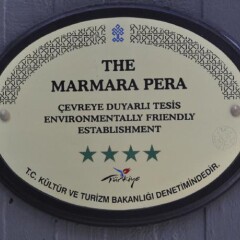 THE
MARMARA PERA
ÇEVREYE DUYARLI TESİS
ENVIRONMENTALLY FRIENDLY
ESTABLISHMENT
Türkiye
T.C. KÜLTÜR VE TURİZM BAKANLIĞI DENETİMİNDEDİR.